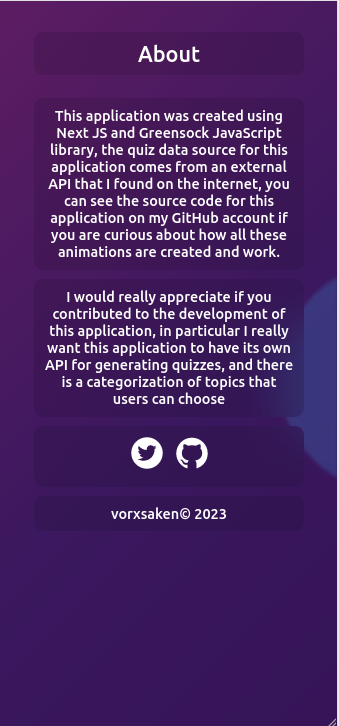 About
This application was created using
Next JS and Greensock JavaScript
library, the quiz data source for this
application comes from an external
API that I found on the internet, you
can see the source code for this
application on my GitHub account if
you are curious about how all these
animations are created and work.
I would really appreciate if you
contributed to the development of
this application, in particular I really
want this application to have its own
API for generating quizzes, and there
is a categorization of topics that
users can choose
vorxsaken© 2023